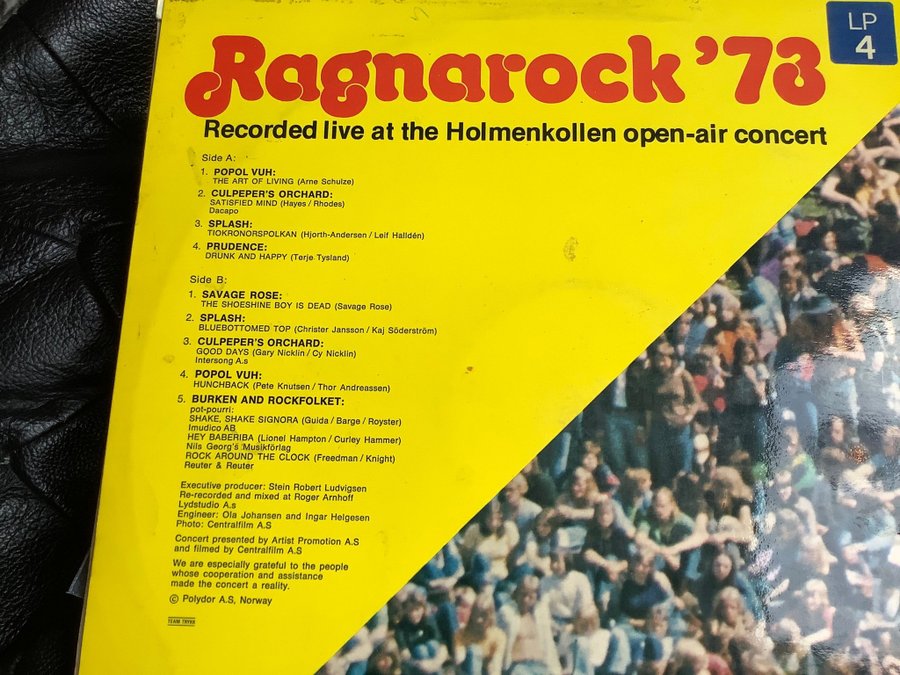 LP
4
Ragnarock '73
Recorded live at the Holmenkollen open-air concert
Side A:
1. POPOL VUH:
THE ART OF LIVING (Arne Schulze)
2. CULPEPER'S ORCHARD:
SATISFIED MIND (Hayes / Rhodes)
Dacapo
3. SPLASH:
TIOKRONORSPOLKAN (Hjorth-Andersen / Leif Halldén)
4. PRUDENCE:
DRUNK AND HAPPY (Terje Tysland)
Side B:
1. SAVAGE ROSE:
THE SHOESHINE BOY IS DEAD (Savage Rose)
2. SPLASH:
BLUEBOTTOMED TOP (Christer Jansson / Kaj Söderström)
3. CULPEPER'S ORCHARD:
GOOD DAYS (Gary Nicklin / Cy Nicklin)
Intersong A.s
4. POPOL VUH:
HUNCHBACK (Pete Knutsen / Thor Andreassen)
5. BURKEN AND ROCKFOLKET:
pot-pourri:
SHAKE, SHAKE SIGNORA (Guida / Barge / Royster)
Imudico AB
HEY BABERIBA (Lionel Hampton / Curley Hammer)
Nils Georg's Musikförlag
ROCK AROUND THE CLOCK (Freedman / Knight)
Reuter & Reuter
Executive producer: Stein Robert Ludvigsen
Re-recorded and mixed at Roger Arnhoff
Lydstudio A.s
Engineer: Ola Johansen and Ingar Helgesen
Photo: Centralfilm A.S
Concert presented by Artist Promotion A.S
and filmed by Centralfilm A.S
We are especially grateful to the people
whose cooperation and assistance
made the concert a reality.
© Polydor A.S, Norway
TEAM TRYKK